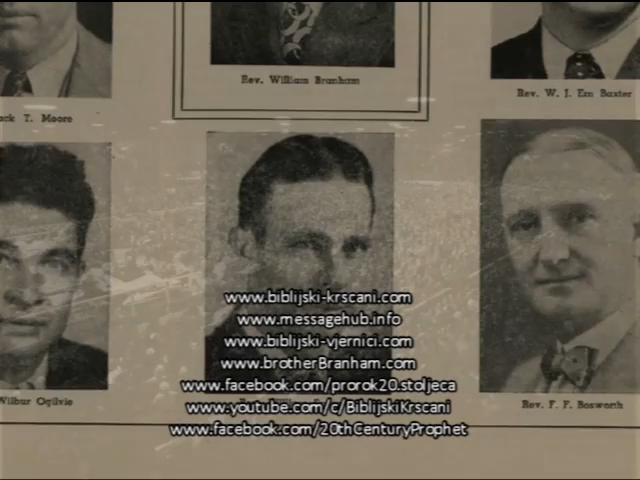 Rev. William Branham
Rev. W. J. Ern Baxter
ack T. Moore
www.biblijski-krscani.com
www.messagehub.info
www.biblijski-vjernici.com
www.brotherBranham.com
www.facebook.com/prorok20.stoljeca
www.youtube.com/c/BiblijskiKrscani
www.facebook.com/20thCenturyProphet
Wilbur Ogilvie
Rev. F. F. Bosworth